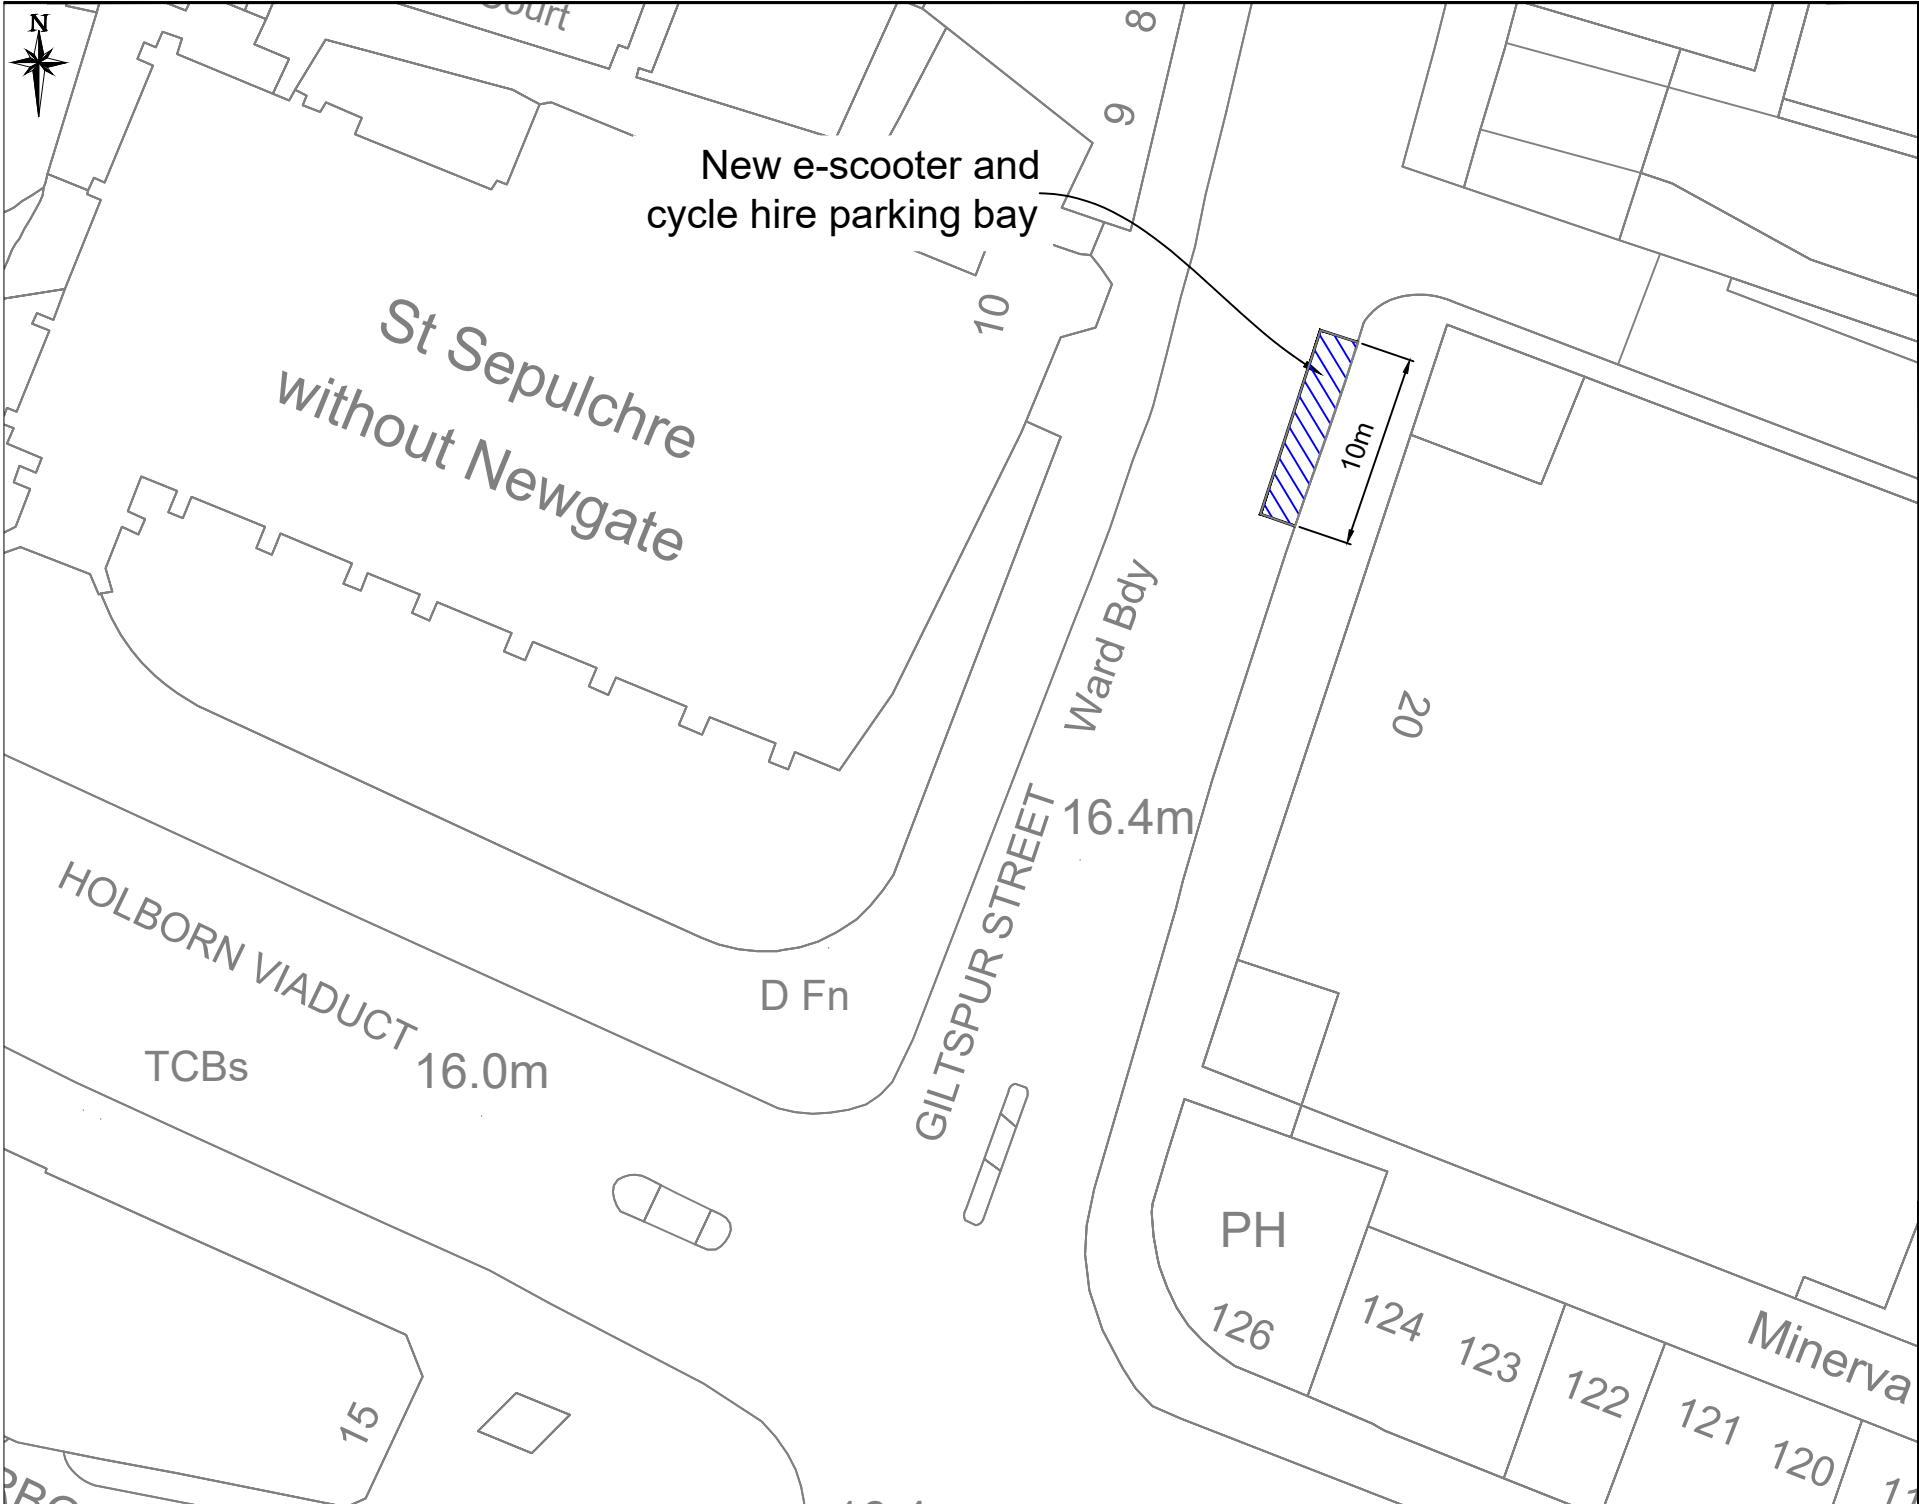 N
Court
8
9
New e-scooter and
cycle hire parking bay
10
St Sepulchre
without Newgate
10m
Ward Bdy
20
GILTSPUR STREET
16.4m
HOLBORN VIADUCT
D Fn
TCBs
16.0m
PH
126
124
123
122
121
120
Minerva
15